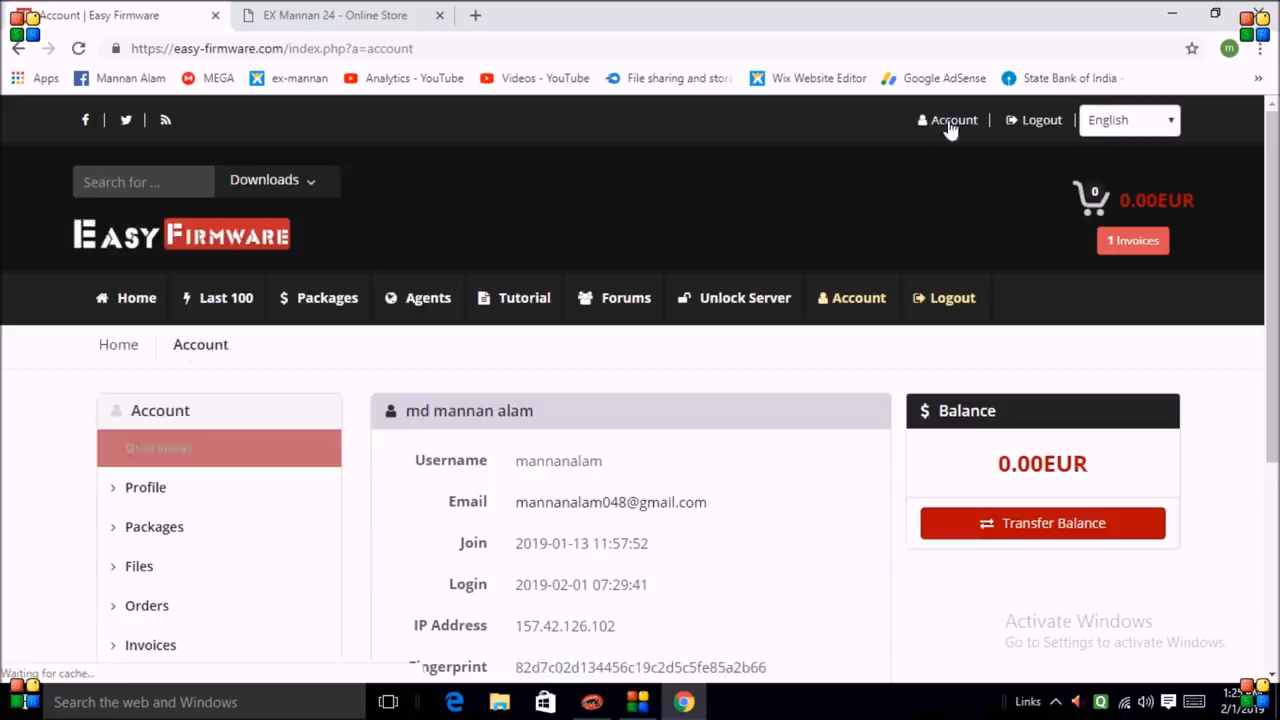 Account | Easy Firmware
EX Mannan 24 - Online Store
https://easy-firmware.com/index.php?a=account
m
Apps
Mannan Alam
MEGA
ex-mannan
Analytics - YouTube
Videos - YouTube
File sharing and stor
Wix Website Editor
Google AdSense
State Bank of India -
Account | Logout | English
Search for ... Downloads
0 0.00EUR
EASY FIRMWARE
1 Invoices
Home Last 100 Packages Agents Tutorial Forums Unlock Server Account Logout
Home Account
Account
Profile
Packages
Files
Orders
Invoices
md mannan alam
Username mannanalam
Email mannanalam048@gmail.com
Join 2019-01-13 11:57:52
Login 2019-02-01 07:29:41
IP Address 157.42.126.102
Fingerprint 82d7c02d134456c19c2d5c5fe85a2b66
$ Balance
0.00EUR
Transfer Balance
Activate Windows
Go to Settings to activate Windows.
Waiting for cache...
Search the web and Windows
Links
2/1/2019